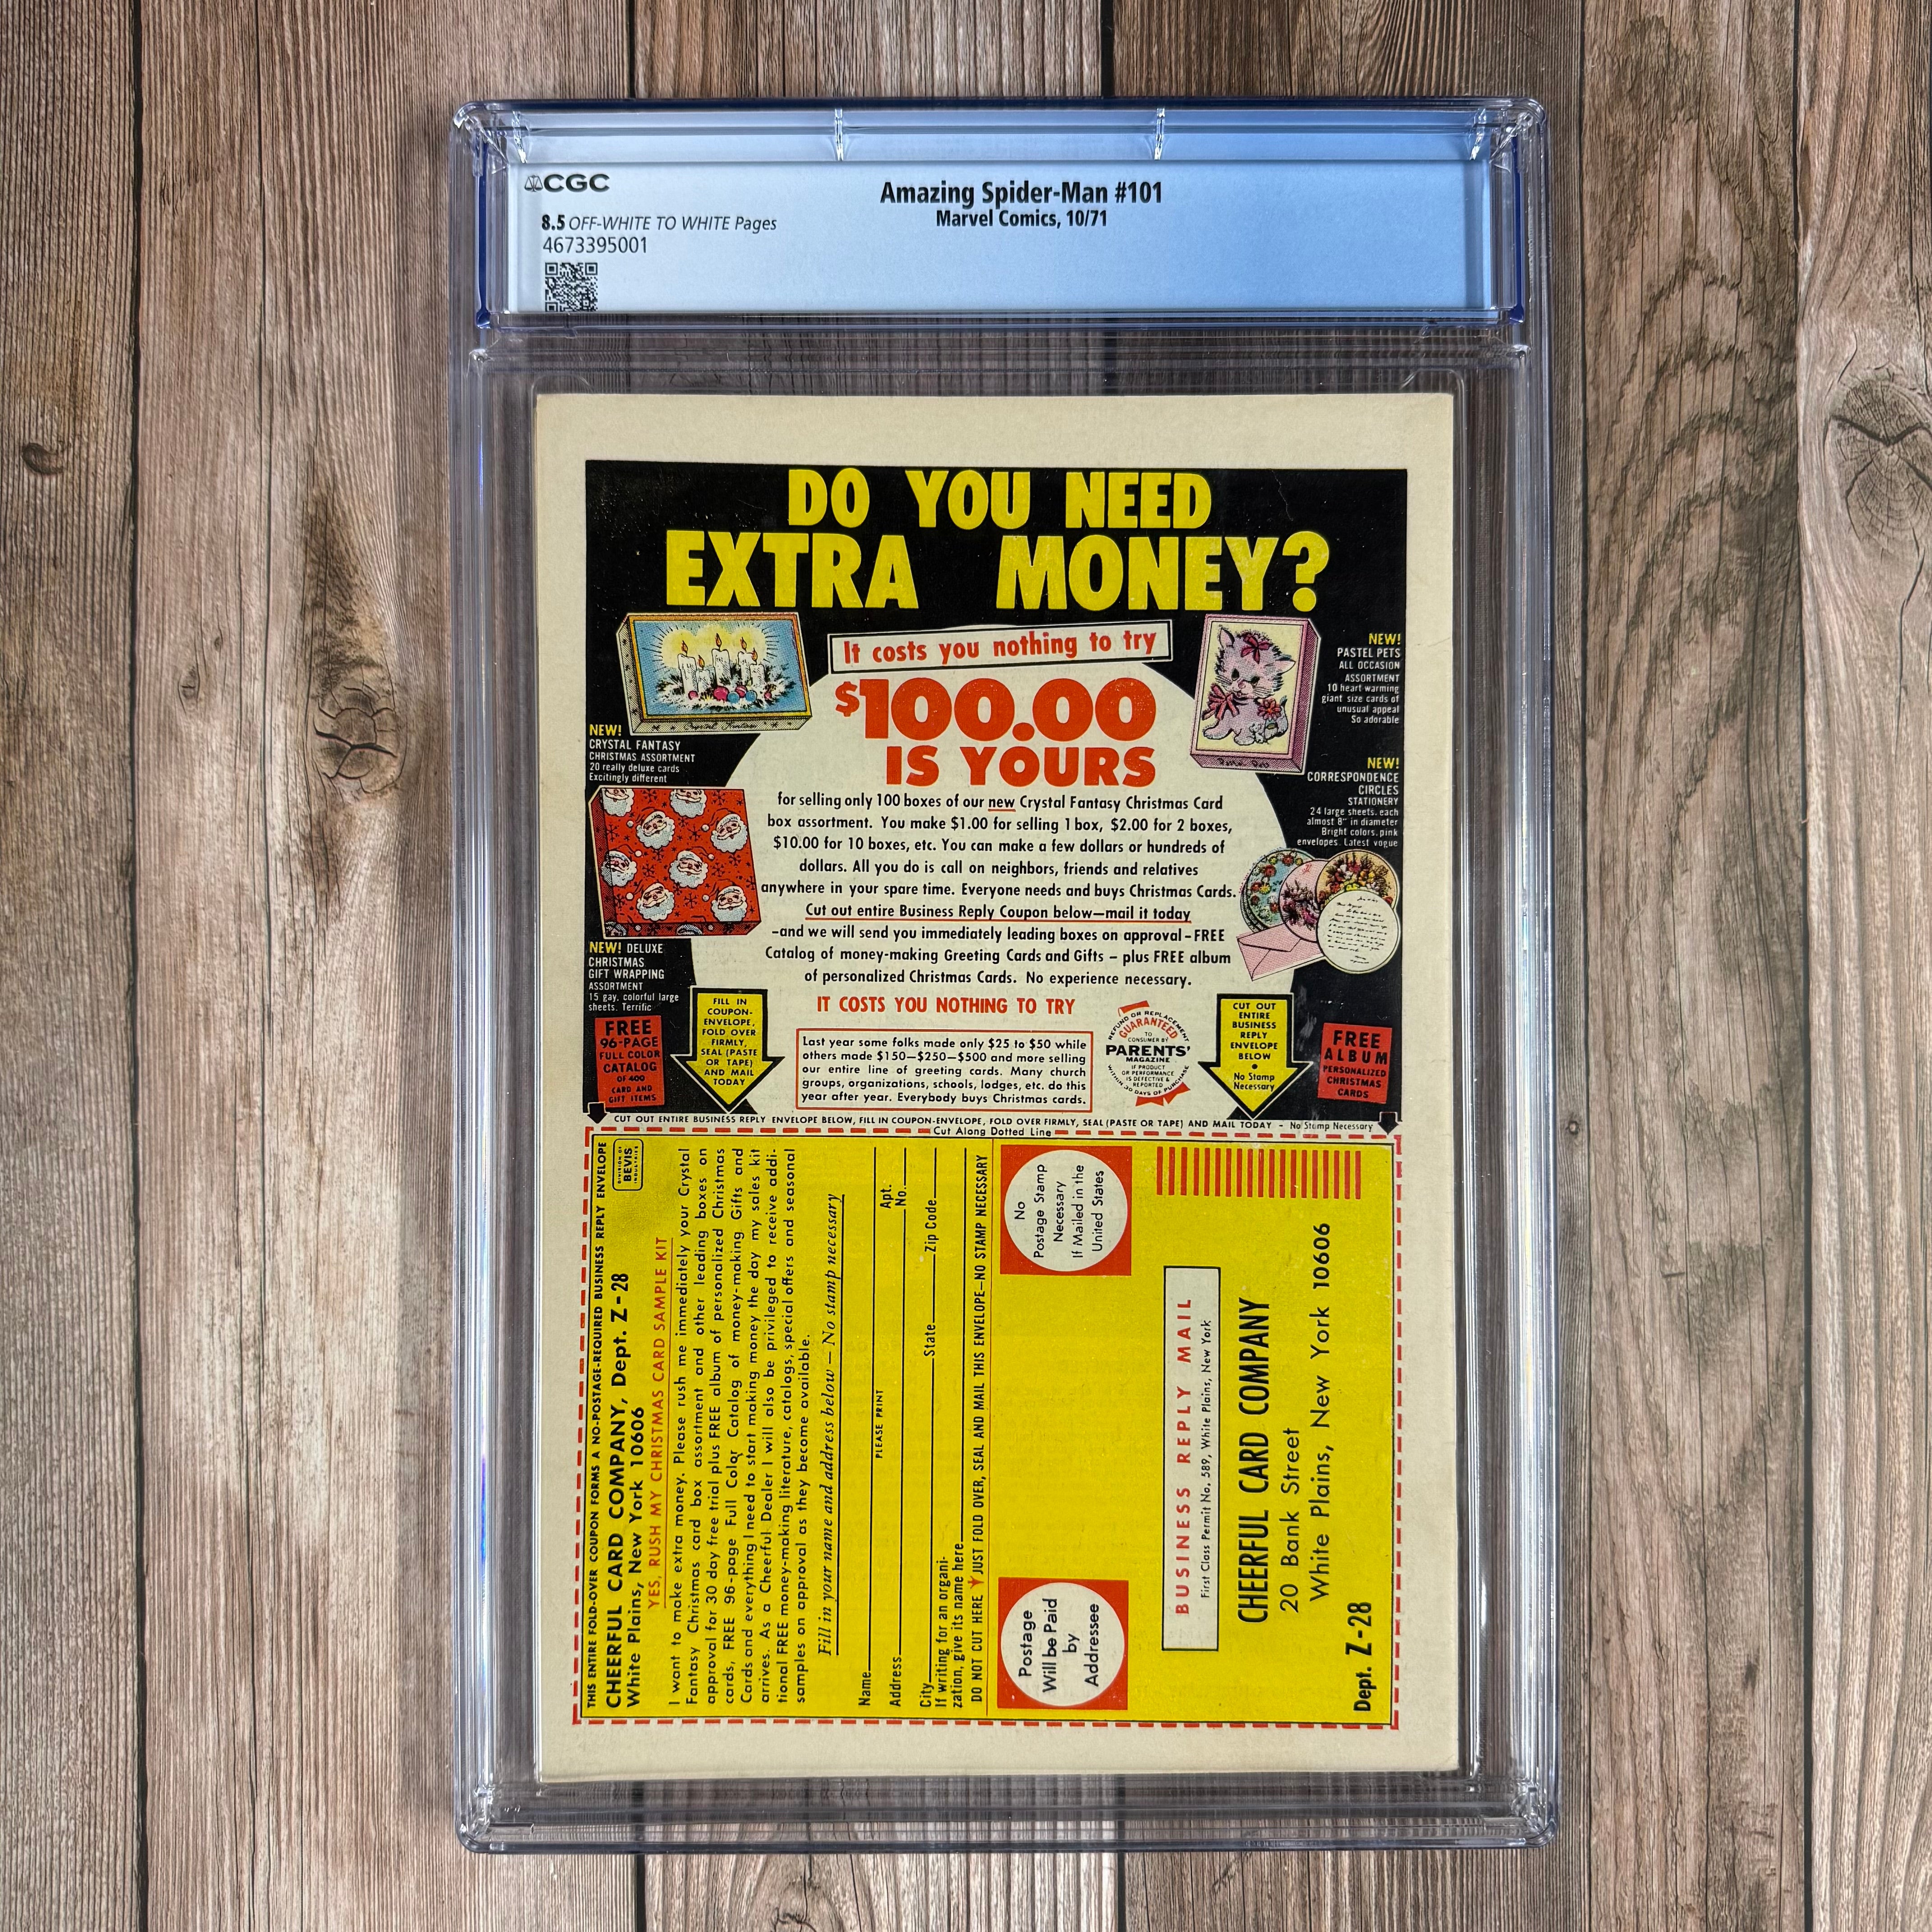 CGC
Amazing Spider-Man #101
Marvel Comics, 10/71
8.5 OFF-WHITE TO WHITE Pages
4673395001
DO YOU NEED
EXTRA MONEY?
It costs you nothing to try
$100.00
IS YOURS
Crystal Fantasy
NEW!
CRYSTAL FANTASY
CHRISTMAS ASSORTMENT
20 really deluxe cards
Excitingly different
Pastel Pets
NEW!
PASTEL PETS
ALL OCCASION
ASSORTMENT
10 heart warming
giant size cards of
unusual appeal
So adorable
NEW!
CORRESPONDENCE
CIRCLES
STATIONERY
24 large sheets, each
almost 8" in diameter
Bright colors, pink
envelopes. Latest vogue
for selling only 100 boxes of our new Crystal Fantasy Christmas Card
box assortment. You make $1.00 for selling 1 box, $2.00 for 2 boxes,
$10.00 for 10 boxes, etc. You can make a few dollars or hundreds of
dollars. All you do is call on neighbors, friends and relatives
anywhere in your spare time. Everyone needs and buys Christmas Cards.
Cut out entire Business Reply Coupon below—mail it today
–and we will send you immediately leading boxes on approval – FREE
Catalog of money-making Greeting Cards and Gifts – plus FREE album
of personalized Christmas Cards. No experience necessary.
IT COSTS YOU NOTHING TO TRY
NEW! DELUXE
CHRISTMAS
GIFT WRAPPING
ASSORTMENT
15 gay, colorful large
sheets. Terrific
FREE
96-PAGE
FULL COLOR
CATALOG
OF 400
CARD AND
GIFT ITEMS
FILL IN
COUPON-
ENVELOPE,
FOLD OVER
FIRMLY,
SEAL (PASTE
OR TAPE)
AND MAIL
TODAY
Last year some folks made only $25 to $50 while
others made $150—$250—$500 and more selling
our entire line of greeting cards. Many church
groups, organizations, schools, lodges, etc. do this
year after year. Everybody buys Christmas cards.
REFUND OR REPLACEMENT
GUARANTEED
TO
CONSUMER BY
PARENTS'
MAGAZINE
IF PRODUCT
OR PERFORMANCE
IS DEFECTIVE &
REPORTED
WITHIN 30 DAYS OF PURCHASE
CUT OUT
ENTIRE
BUSINESS
REPLY
ENVELOPE
BELOW
•
No Stamp
Necessary
FREE
ALBUM
PERSONALIZED
CHRISTMAS
CARDS
CUT OUT ENTIRE BUSINESS REPLY ENVELOPE BELOW, FILL IN COUPON-ENVELOPE, FOLD OVER FIRMLY, SEAL (PASTE OR TAPE) AND MAIL TODAY – No Stamp Necessary
Cut Along Dotted Line
THIS ENTIRE FOLD-OVER COUPON FORMS A NO-POSTAGE-REQUIRED BUSINESS REPLY ENVELOPE
CHEERFUL CARD COMPANY, Dept. Z-28
White Plains, New York 10606
DIVISION OF
BEVIS
INDUSTRIES
YES, RUSH MY CHRISTMAS CARD SAMPLE KIT
I want to make extra money. Please rush me immediately your Crystal
Fantasy Christmas card box assortment and other leading boxes on
approval for 30 day free trial plus FREE album of personalized Christmas
cards, FREE 96-page Full Color Catalog of money-making Gifts and
Cards and everything I need to start making money the day my sales kit
arrives. As a Cheerful Dealer I will also be privileged to receive addi-
tional FREE money-making literature, catalogs, special offers and seasonal
samples on approval as they become available.
Fill in your name and address below — No stamp necessary
Name
PLEASE PRINT
Address
Apt.
No.
City
State
Zip Code
If writing for an organi-
zation, give its name here
DO NOT CUT HERE JUST FOLD OVER, SEAL AND MAIL THIS ENVELOPE—NO STAMP NECESSARY
Postage
Will be Paid
by
Addressee
No
Postage Stamp
Necessary
If Mailed in the
United States
BUSINESS REPLY MAIL
First Class Permit No. 589, White Plains, New York
CHEERFUL CARD COMPANY
20 Bank Street
White Plains, New York 10606
Dept. Z-28